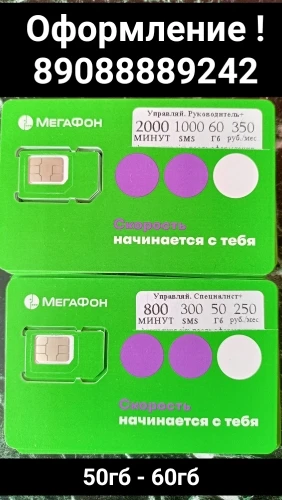 Оформление !
89088889242
МЕГАФОН
Управляй. Руководитель+
2000 1000 60 350
МИНУТ SMS Гб руб./мес
Скорость
начинается с тебя
МЕГАФОН
Управляй. Специалист+
800 300 50 250
МИНУТ SMS Гб руб./мес.
Скорость
начинается с тебя
50гб - 60гб